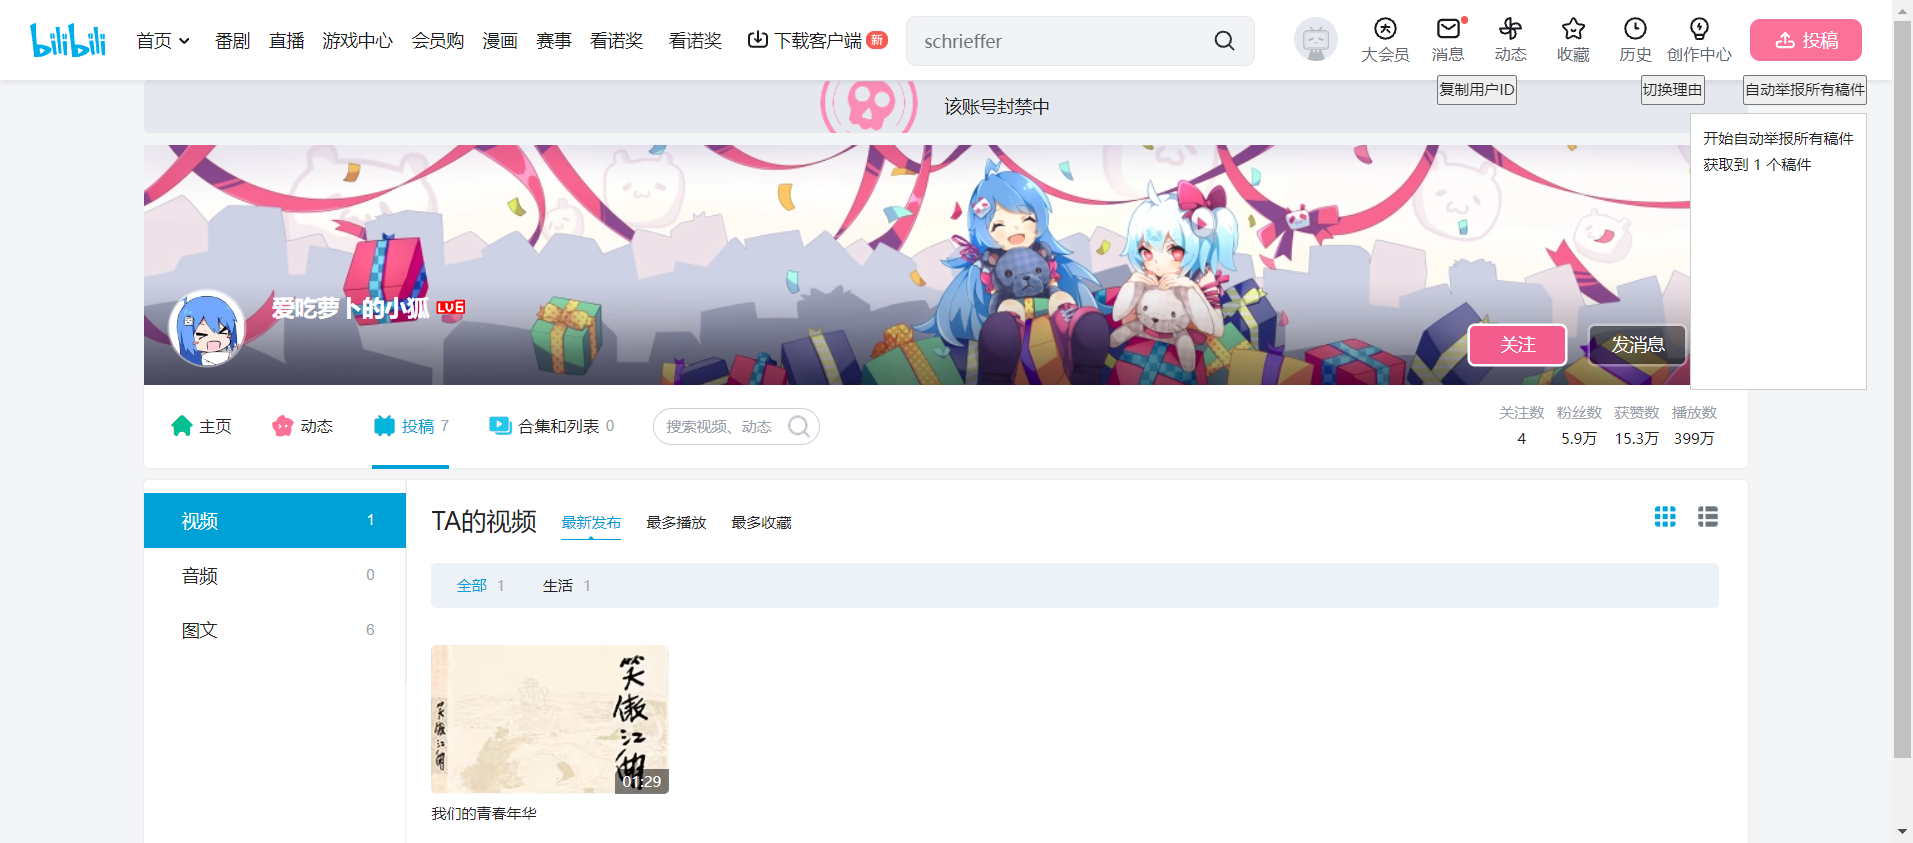 bilibili 首页 番剧 直播 游戏中心 会员购 漫画 赛事 看诺奖 看诺奖 下载客户端 新 schrieffer 大会员 消息 动态 收藏 历史 创作中心 投稿
复制用户ID 切换理由 自动举报所有稿件
该账号封禁中
开始自动举报所有稿件
获取到 1 个稿件
爱吃萝卜的小狐 LV6
关注 发消息
主页 动态 投稿 7 合集和列表 0 搜索视频、动态
关注数 粉丝数 获赞数 播放数
4 5.9万 15.3万 399万
视频 1
音频 0
图文 6
TA的视频 最新发布 最多播放 最多收藏
全部 1 生活 1
笑傲江曲
笑傲江曲
01:29
我们的青春年华